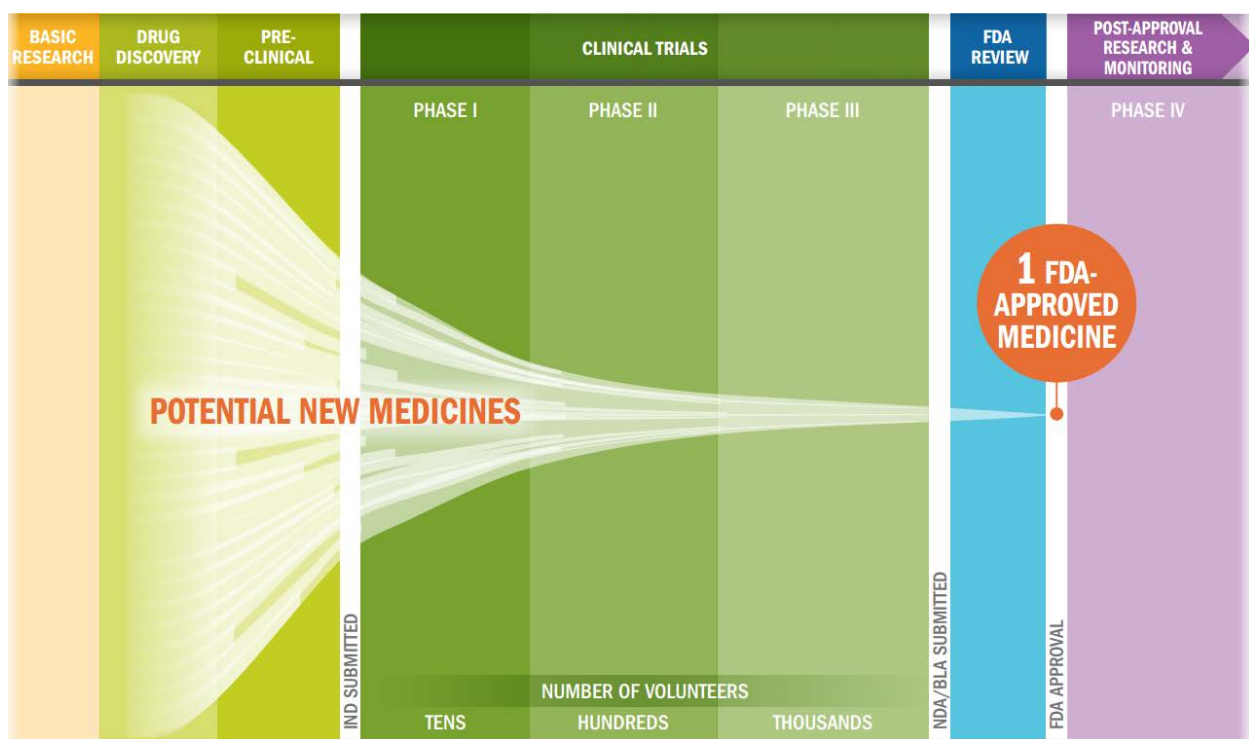 BASIC
RESEARCH
DRUG
DISCOVERY
PRE-
CLINICAL
CLINICAL TRIALS
FDA
REVIEW
POST-APPROVAL
RESEARCH &
MONITORING
PHASE I
PHASE II
PHASE III
PHASE IV
1 FDA-
APPROVED
MEDICINE
POTENTIAL NEW MEDICINES
IND SUBMITTED
NDA/BLA SUBMITTED
FDA APPROVAL
NUMBER OF VOLUNTEERS
TENS
HUNDREDS
THOUSANDS